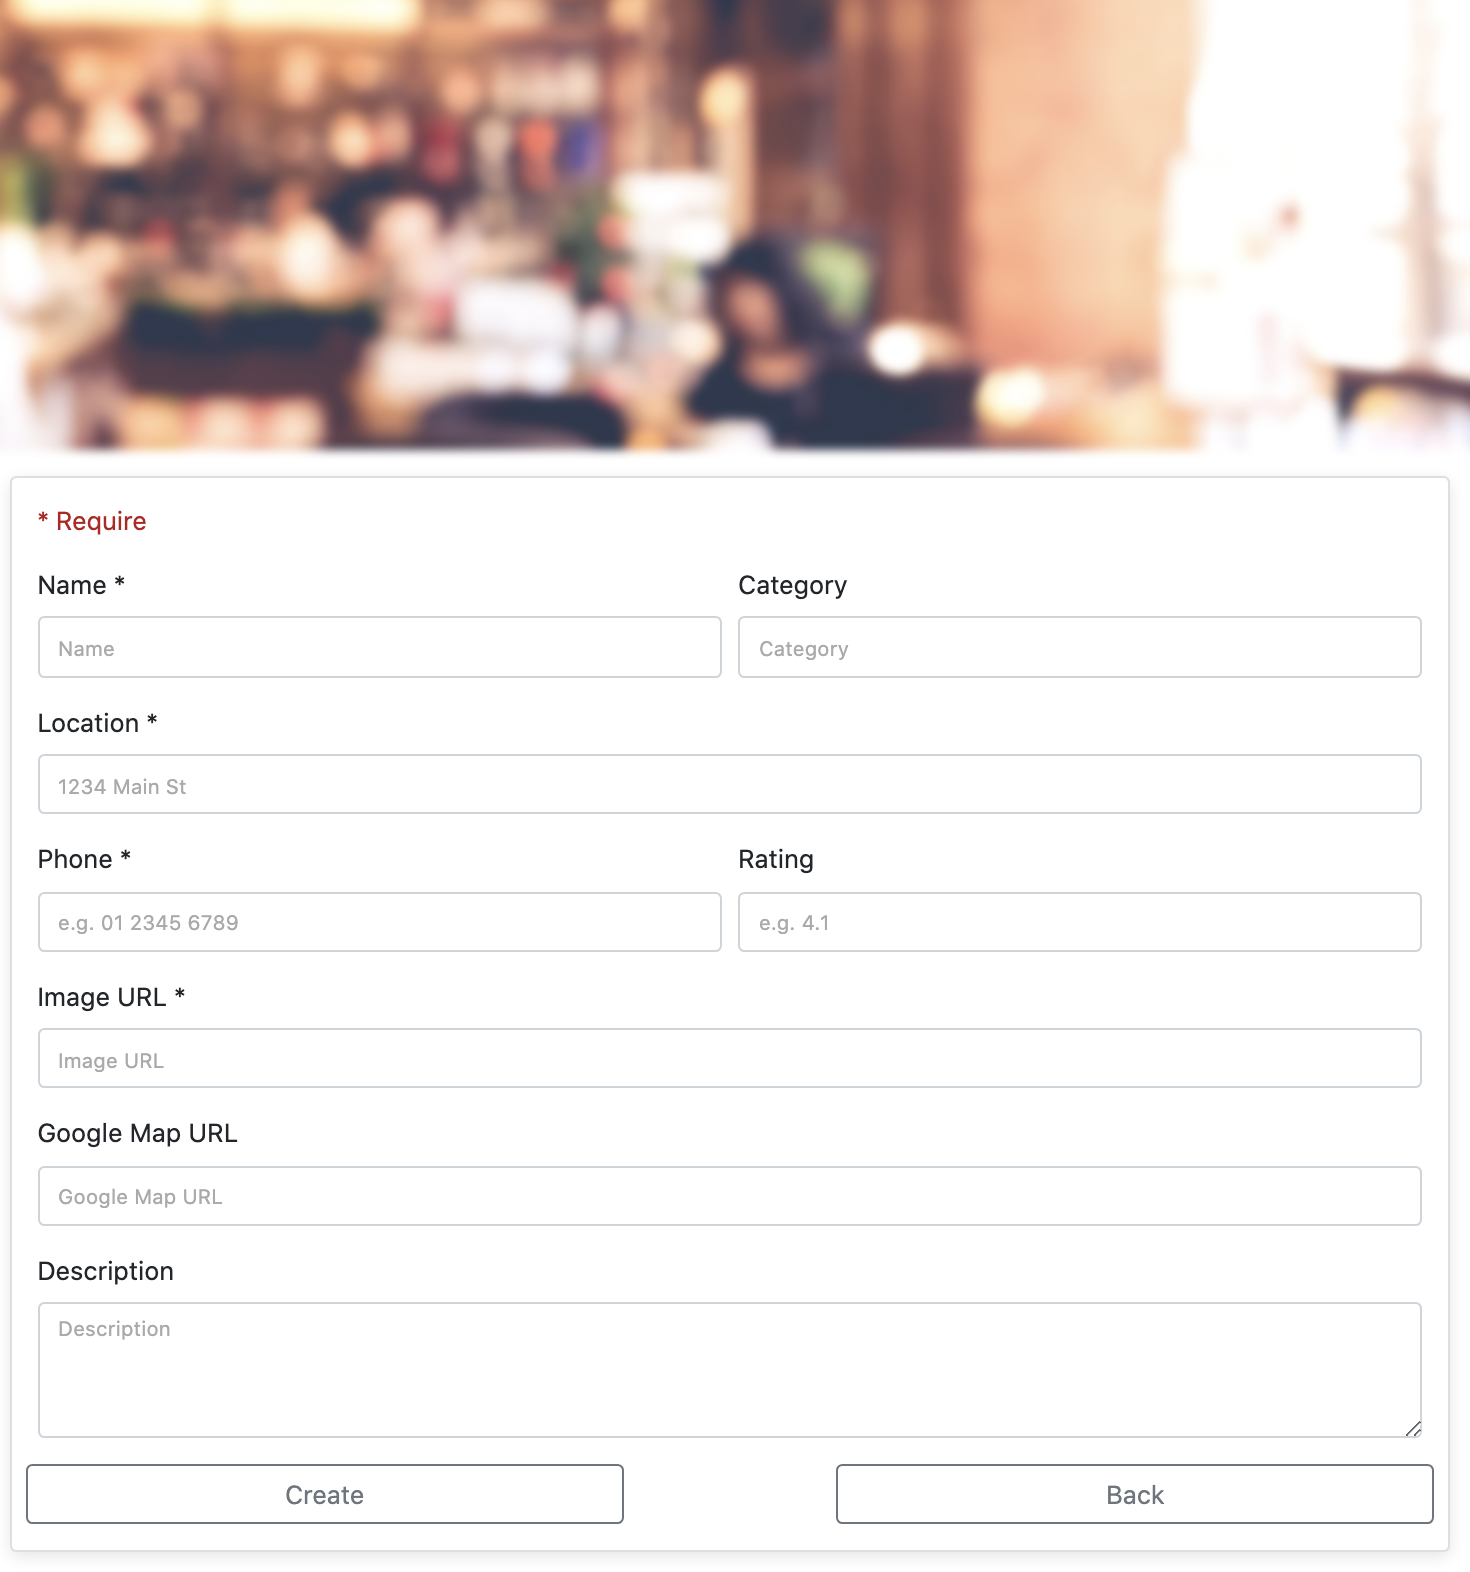 * Require
Name * Category
Name Category
Location *
1234 Main St
Phone * Rating
e.g. 01 2345 6789 e.g. 4.1
Image URL *
Image URL
Google Map URL
Google Map URL
Description
Description
Create Back